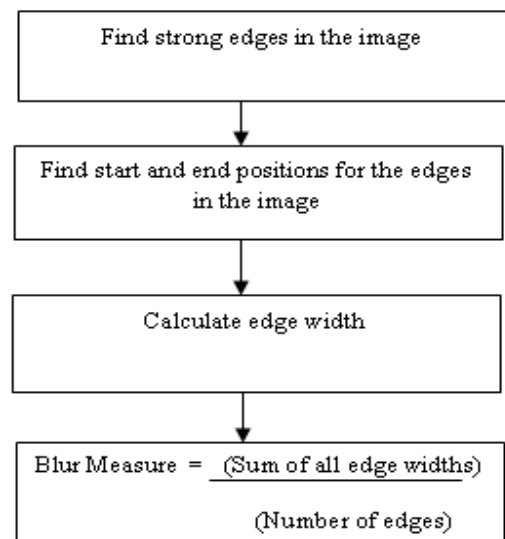 Find strong edges in the image
Find start and end positions for the edges
in the image
Calculate edge width
Blur Measure = (Sum of all edge widths)
(Number of edges)